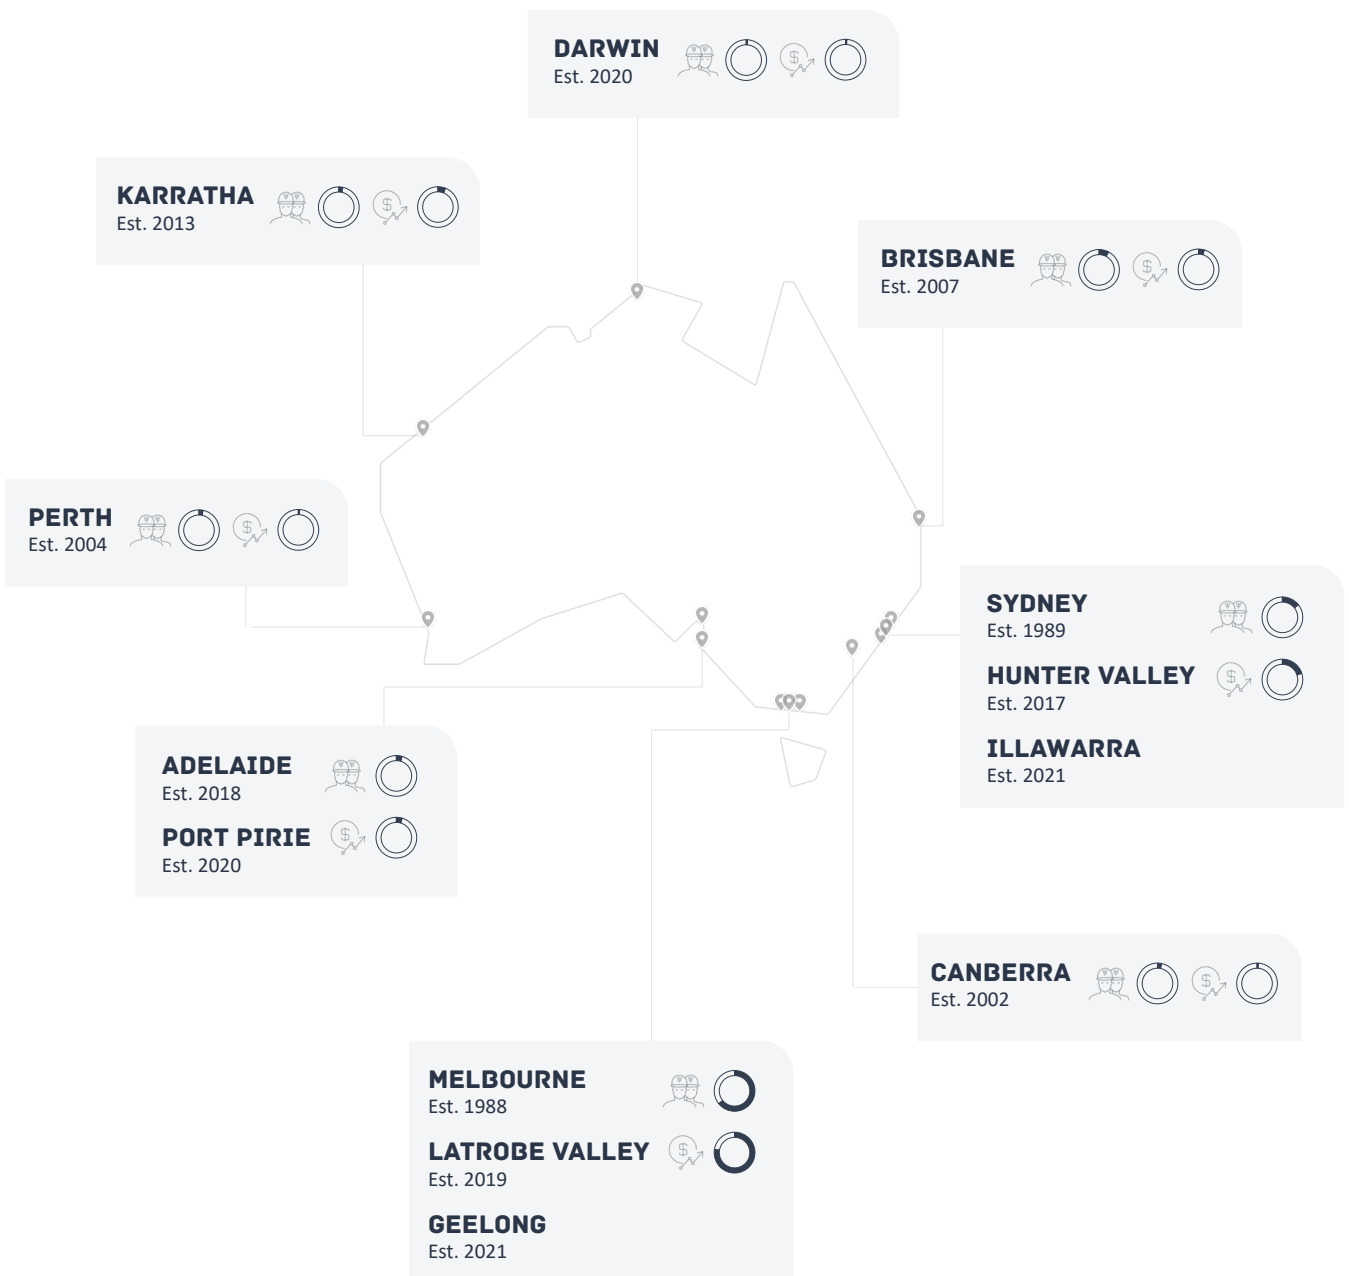 DARWIN
Est. 2020
KARRATHA
Est. 2013
BRISBANE
Est. 2007
PERTH
Est. 2004
SYDNEY
Est. 1989
HUNTER VALLEY
Est. 2017
ILLAWARRA
Est. 2021
ADELAIDE
Est. 2018
PORT PIRIE
Est. 2020
CANBERRA
Est. 2002
MELBOURNE
Est. 1988
LATROBE VALLEY
Est. 2019
GEELONG
Est. 2021